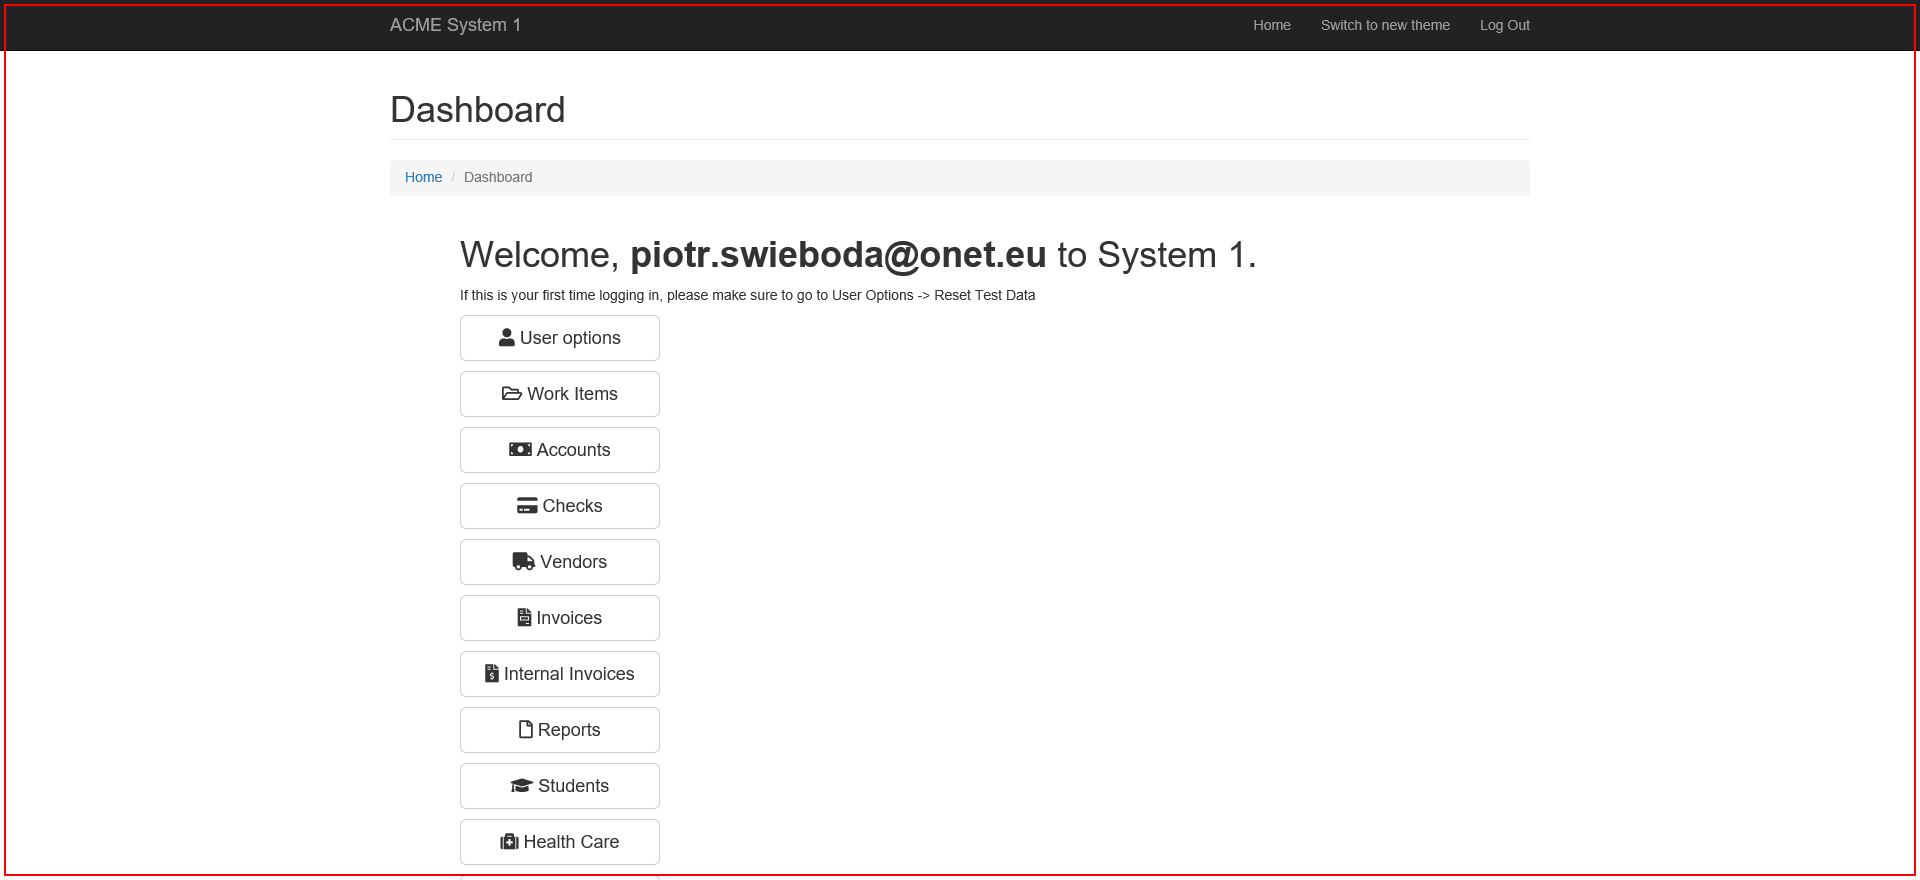 ACME System 1
Home
Switch to new theme
Log Out
Dashboard
Home / Dashboard
Welcome, piotr.swieboda@onet.eu to System 1.
If this is your first time logging in, please make sure to go to User Options -> Reset Test Data
User options
Work Items
Accounts
Checks
Vendors
Invoices
Internal Invoices
Reports
Students
Health Care